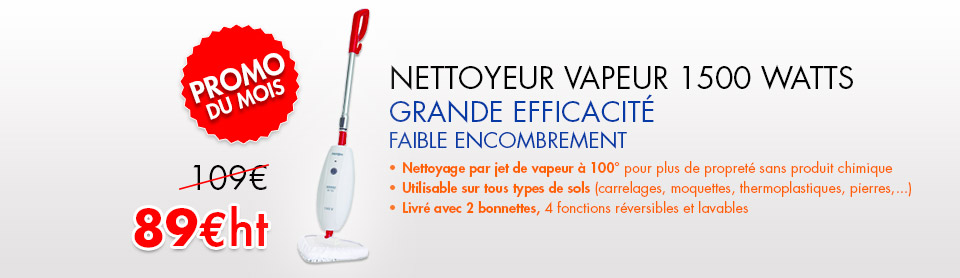 PROMO
DU MOIS
109€
89€ht
NETTOYEUR VAPEUR 1500 WATTS
GRANDE EFFICACITÉ
FAIBLE ENCOMBREMENT
• Nettoyage par jet de vapeur à 100° pour plus de propreté sans produit chimique
• Utilisable sur tous types de sols (carrelages, moquettes, thermoplastiques, pierres,...)
• Livré avec 2 bonnettes, 4 fonctions réversibles et lavables